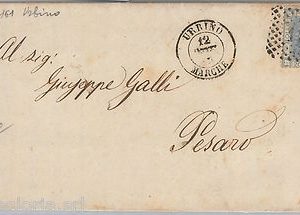 Urbino
URBINO
12
MARCHE
Al Sig:
Giuseppe Galli
Pesaro